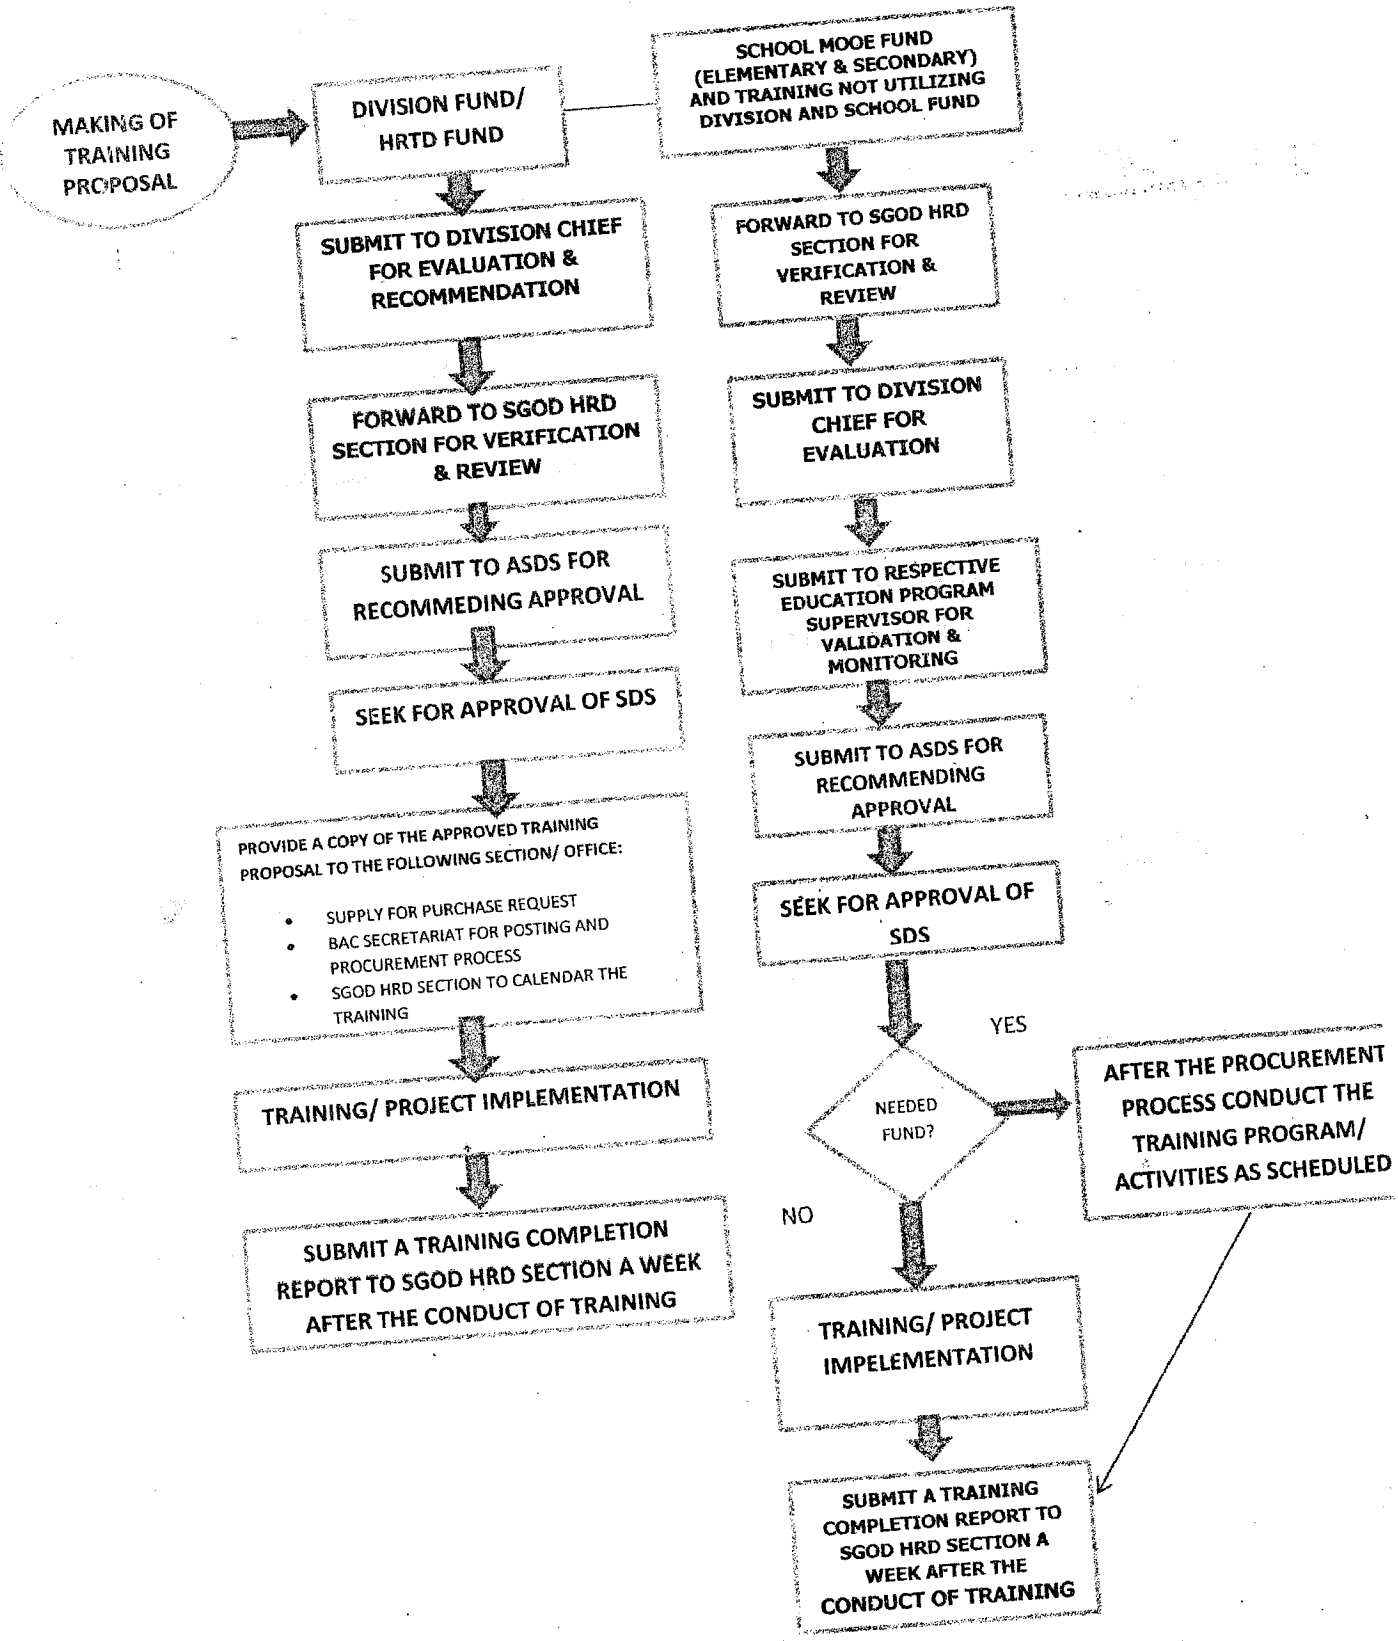 MAKING OF
TRAINING
PROPOSAL
DIVISION FUND/
HRTD FUND
SCHOOL MOOE FUND
(ELEMENTARY & SECONDARY)
AND TRAINING NOT UTILIZING
DIVISION AND SCHOOL FUND
SUBMIT TO DIVISION CHIEF
FOR EVALUATION &
RECOMMENDATION
FORWARD TO SGOD HRD
SECTION FOR VERIFICATION
& REVIEW
SUBMIT TO ASDS FOR
RECOMMEDING APPROVAL
SEEK FOR APPROVAL OF SDS
PROVIDE A COPY OF THE APPROVED TRAINING
PROPOSAL TO THE FOLLOWING SECTION/ OFFICE:
• SUPPLY FOR PURCHASE REQUEST
• BAC SECRETARIAT FOR POSTING AND
PROCUREMENT PROCESS
• SGOD HRD SECTION TO CALENDAR THE
TRAINING
TRAINING/ PROJECT IMPLEMENTATION
SUBMIT A TRAINING COMPLETION
REPORT TO SGOD HRD SECTION A WEEK
AFTER THE CONDUCT OF TRAINING
FORWARD TO SGOD HRD
SECTION FOR
VERIFICATION &
REVIEW
SUBMIT TO DIVISION
CHIEF FOR
EVALUATION
SUBMIT TO RESPECTIVE
EDUCATION PROGRAM
SUPERVISOR FOR
VALIDATION &
MONITORING
SUBMIT TO ASDS FOR
RECOMMENDING
APPROVAL
SEEK FOR APPROVAL OF
SDS
NEEDED
FUND?
YES
AFTER THE PROCUREMENT
PROCESS CONDUCT THE
TRAINING PROGRAM/
ACTIVITIES AS SCHEDULED
NO
TRAINING/ PROJECT
IMPELEMENTATION
SUBMIT A TRAINING
COMPLETION REPORT TO
SGOD HRD SECTION A
WEEK AFTER THE
CONDUCT OF TRAINING